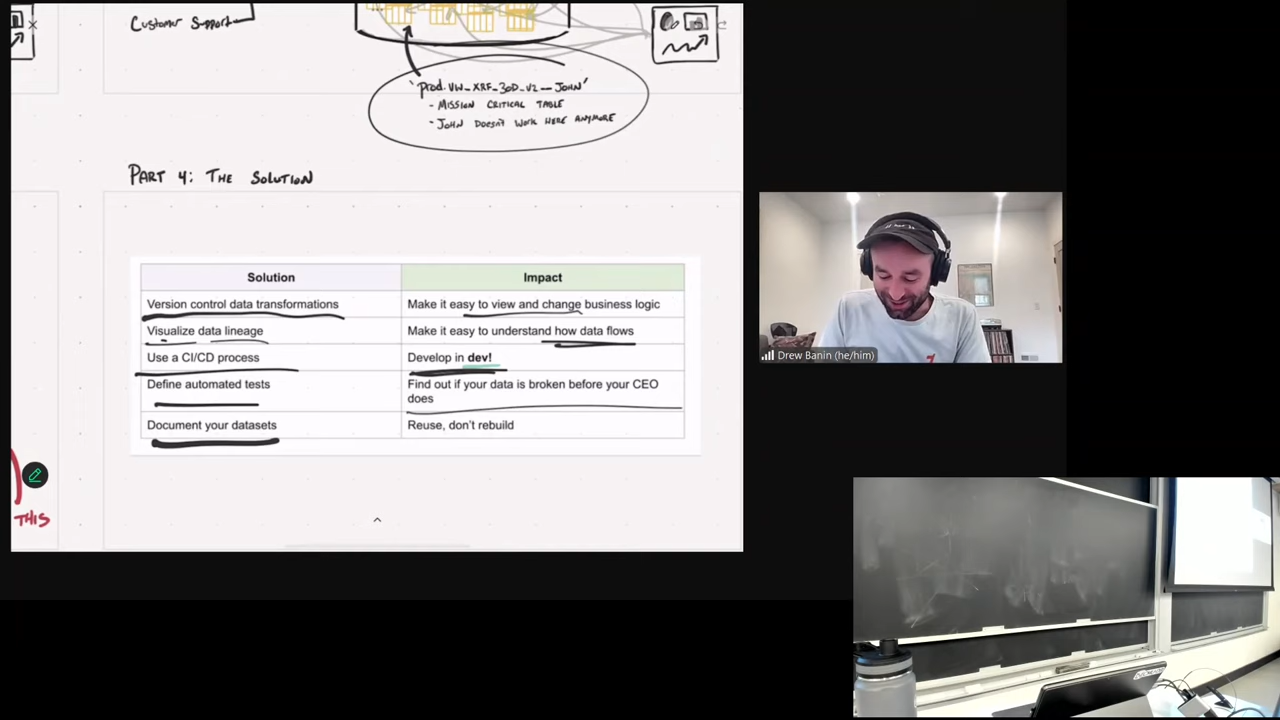 Customer Support
'Prod.VW_XRF_30D_V2__JOHN'
- MISSION CRITICAL TABLE
- JOHN DOESN'T WORK HERE ANYMORE
PART 4: THE SOLUTION
Solution Impact
Version control data transformations Make it easy to view and change business logic
Visualize data lineage Make it easy to understand how data flows
Use a CI/CD process Develop in dev!
Define automated tests Find out if your data is broken before your CEO
does
Document your datasets Reuse, don't rebuild
THIS
Drew Banin (he/him)